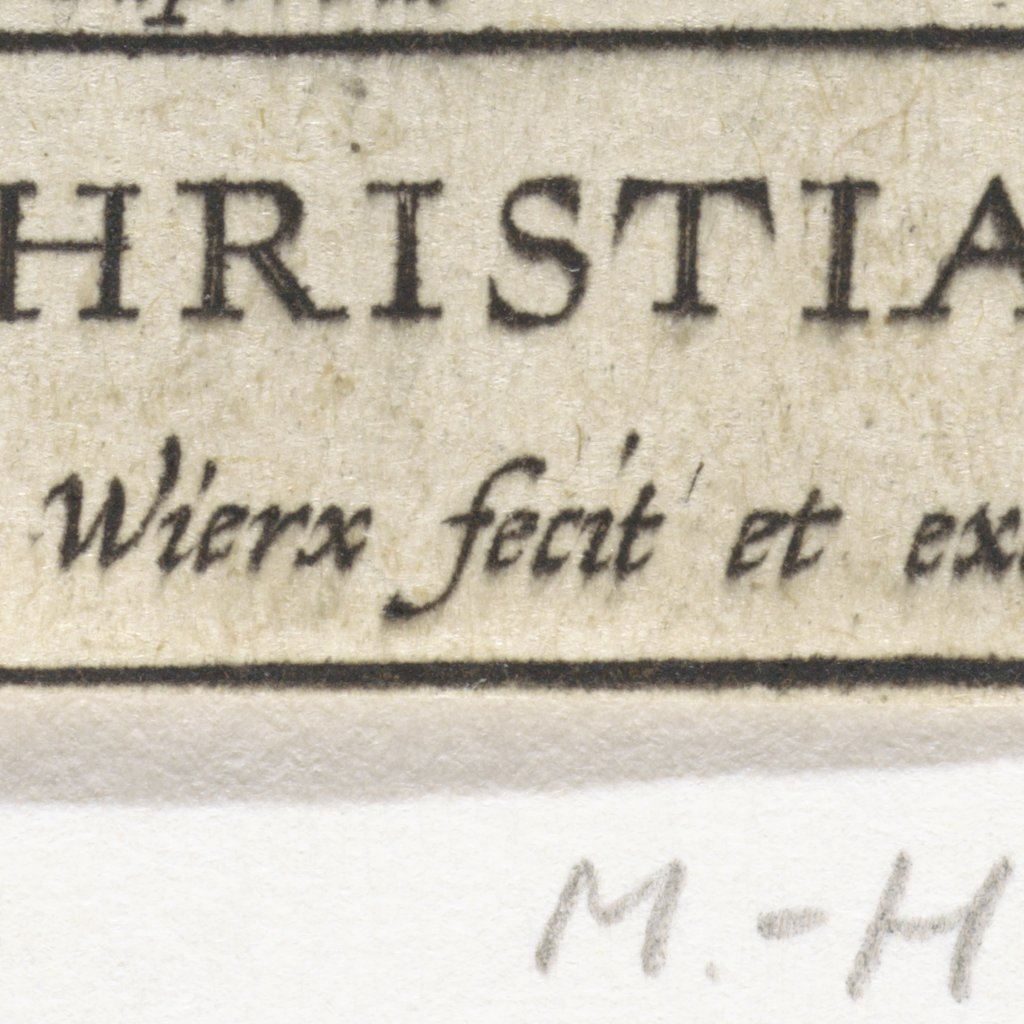 HRISTIA
Wierx fecit et ex
M.-H